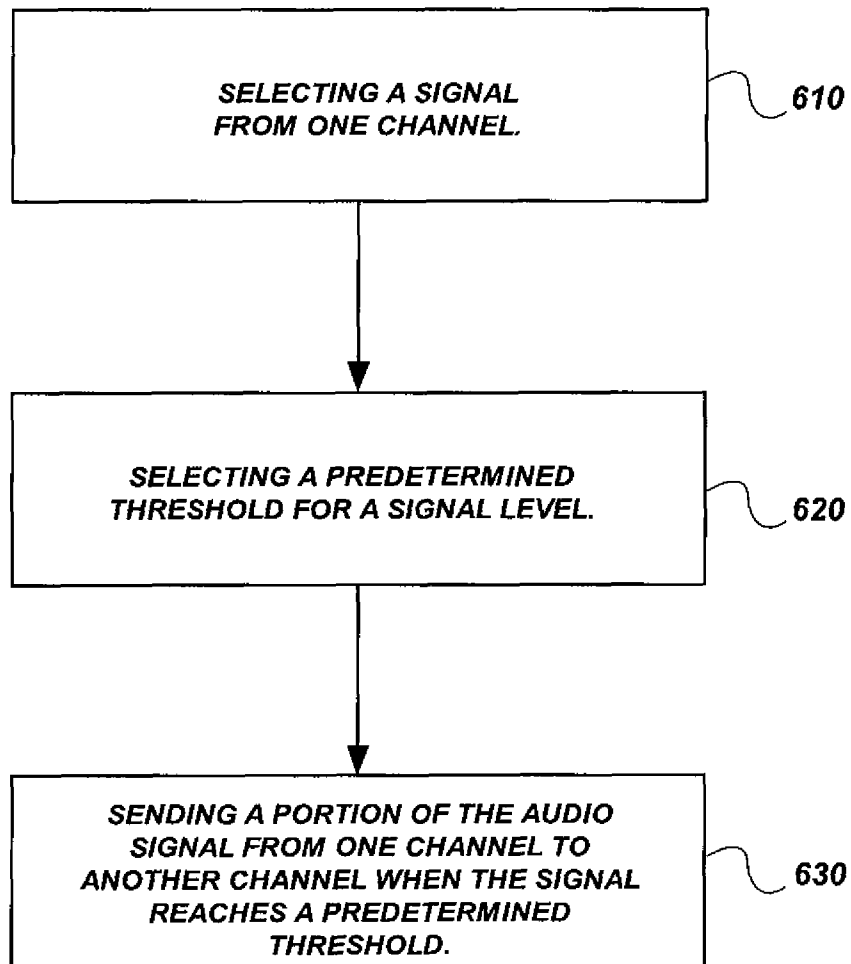 SELECTING A SIGNAL
FROM ONE CHANNEL.
610
SELECTING A PREDETERMINED
THRESHOLD FOR A SIGNAL LEVEL.
620
SENDING A PORTION OF THE AUDIO
SIGNAL FROM ONE CHANNEL TO
ANOTHER CHANNEL WHEN THE SIGNAL
REACHES A PREDETERMINED
THRESHOLD.
630